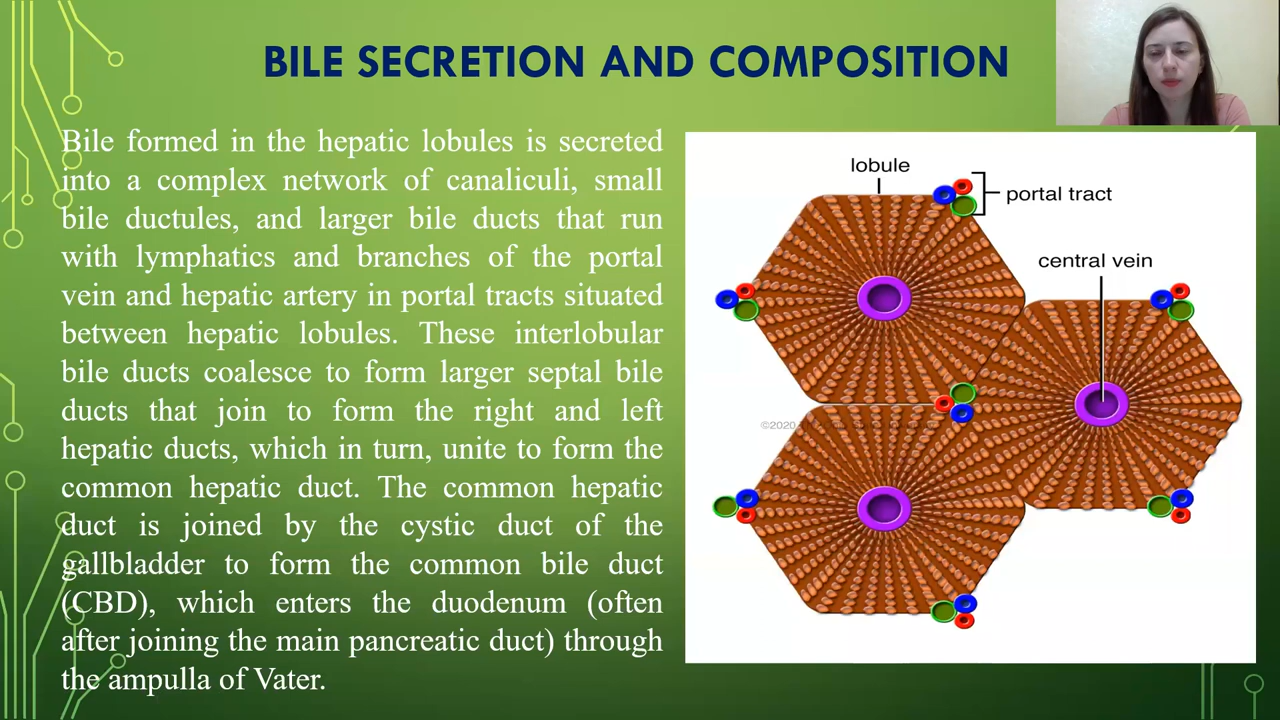 BILE SECRETION AND COMPOSITION
Bile formed in the hepatic lobules is secreted
into a complex network of canaliculi, small
bile ductules, and larger bile ducts that run
with lymphatics and branches of the portal
vein and hepatic artery in portal tracts situated
between hepatic lobules. These interlobular
bile ducts coalesce to form larger septal bile
ducts that join to form the right and left
hepatic ducts, which in turn, unite to form the
common hepatic duct. The common hepatic
duct is joined by the cystic duct of the
gallbladder to form the common bile duct
(CBD), which enters the duodenum (often
after joining the main pancreatic duct) through
the ampulla of Vater.
lobule
portal tract
central vein
©2020